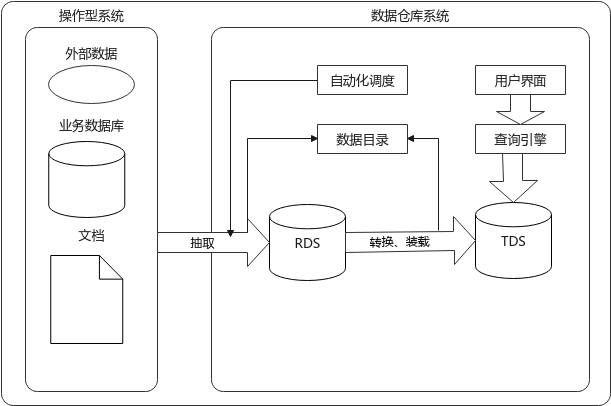 操作型系统
数据仓库系统
外部数据
业务数据库
文档
自动化调度
用户界面
数据目录
查询引擎
抽取
RDS
转换、装载
TDS